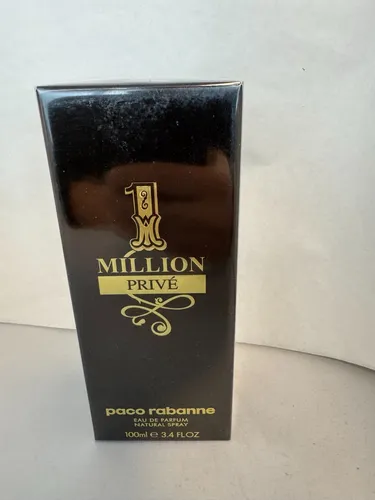 1
MILLION
PRIVÉ
paco rabanne
EAU DE PARFUM
NATURAL SPRAY
100ml ℮ 3.4 FL.OZ